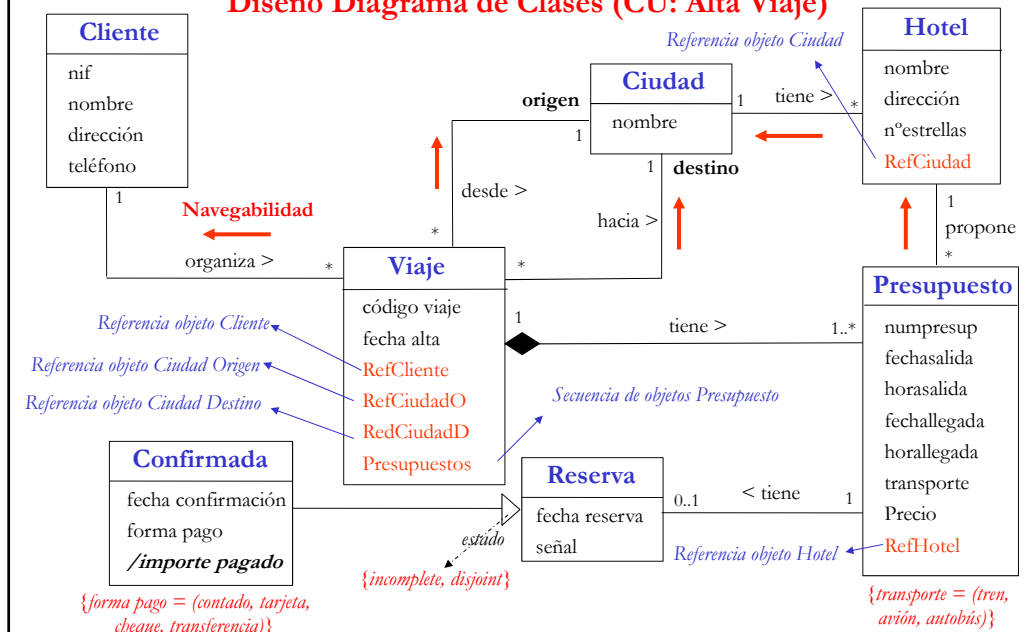 Diseño Diagrama de Clases (CU: Alta Viaje)
Cliente
nif
nombre
dirección
teléfono
Referencia objeto Ciudad
Hotel
nombre
dirección
nºestrellas
RefCiudad
Ciudad
nombre
origen
1
1
destino
1
tiene >
*
1
Navegabilidad
organiza >
*
desde >
*
hacia >
*
1
propone
*
Viaje
código viaje
fecha alta
RefCliente
RefCiudadO
RedCiudadD
Presupuestos
Referencia objeto Cliente
Referencia objeto Ciudad Origen
Referencia objeto Ciudad Destino
1
tiene >
1..*
Secuencia de objetos Presupuesto
Presupuesto
numpresup
fechasalida
horasalida
fechallegada
horallegada
transporte
Precio
RefHotel
Confirmada
fecha confirmación
forma pago
/importe pagado
{forma pago = (contado, tarjeta,
cheque, transferencia)}
estado
{incomplete, disjoint}
Reserva
fecha reserva
señal
0..1
< tiene
1
Referencia objeto Hotel
{transporte = (tren,
avión, autobús)}